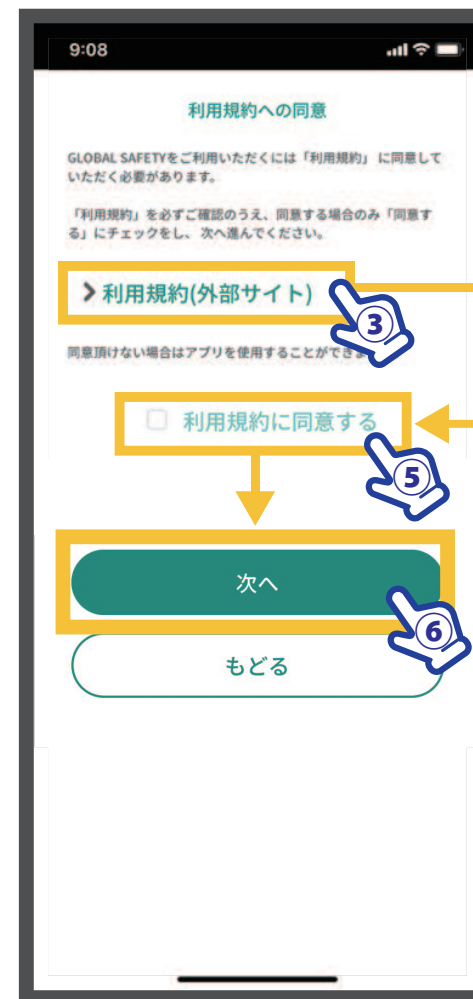 9:08
利用規約への同意
GLOBAL SAFETYをご利用いただくには「利用規約」 に同意して
いただく必要があります。
「利用規約」を必ずご確認のうえ、同意する場合のみ「同意す
る」にチェックをし、 次へ進んでください。
利用規約(外部サイト)
③
同意頂けない場合はアプリを使用することができま
利用規約に同意する
⑤
次へ
⑥
もどる